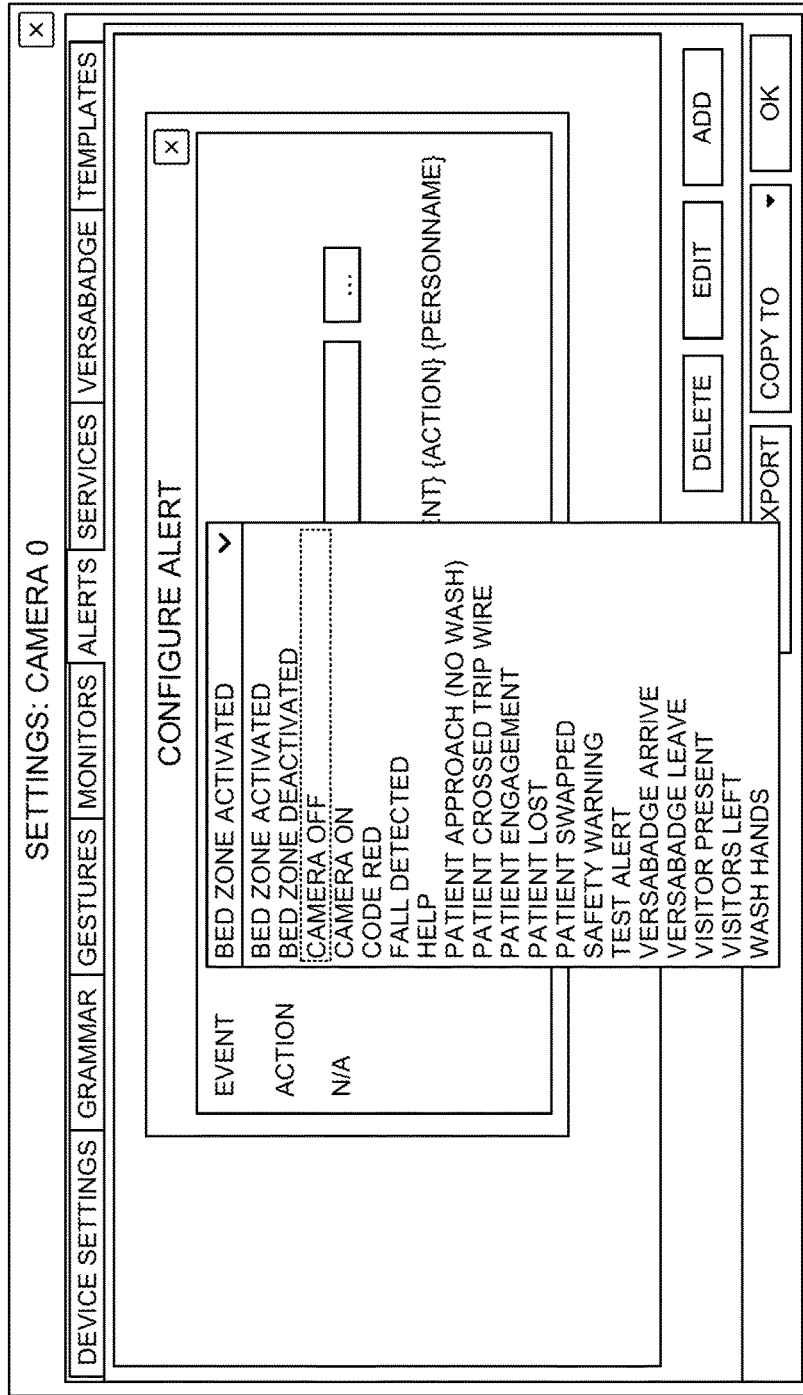 SETTINGS: CAMERA 0
X
DEVICE SETTINGS GRAMMAR GESTURES MONITORS ALERTS SERVICES VERSABADGE TEMPLATES
CONFIGURE ALERT
X
EVENT BED ZONE ACTIVATED
BED ZONE ACTIVATED
ACTION BED ZONE DEACTIVATED
CAMERA OFF
N/A CAMERA ON ...
CODE RED
FALL DETECTED
HELP
ENT} {ACTION} {PERSONNAME}
PATIENT APPROACH (NO WASH)
PATIENT CROSSED TRIP WIRE
PATIENT ENGAGEMENT
PATIENT LOST
PATIENT SWAPPED
SAFETY WARNING
TEST ALERT
VERSABADGE ARRIVE
VERSABADGE LEAVE
VISITOR PRESENT
VISITORS LEFT
WASH HANDS
DELETE EDIT ADD
XPORT COPY TO OK